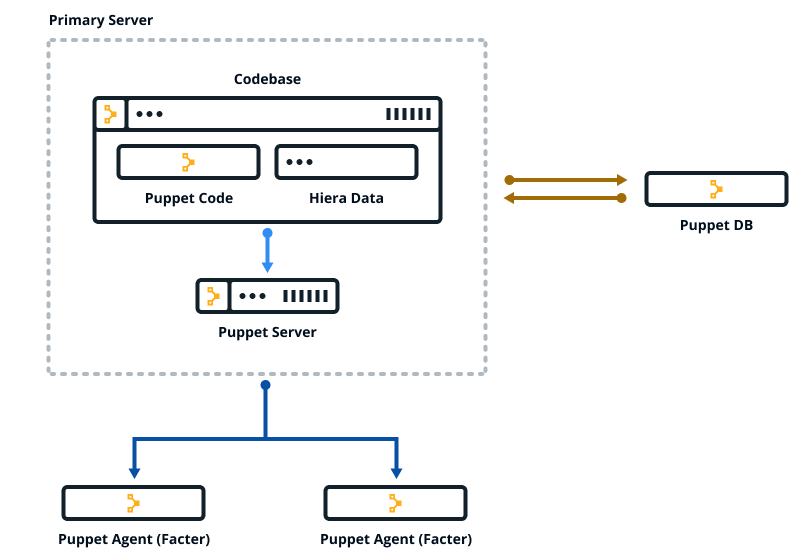 Primary Server
Codebase
Puppet Code
Hiera Data
Puppet DB
Puppet Server
Puppet Agent (Facter)
Puppet Agent (Facter)